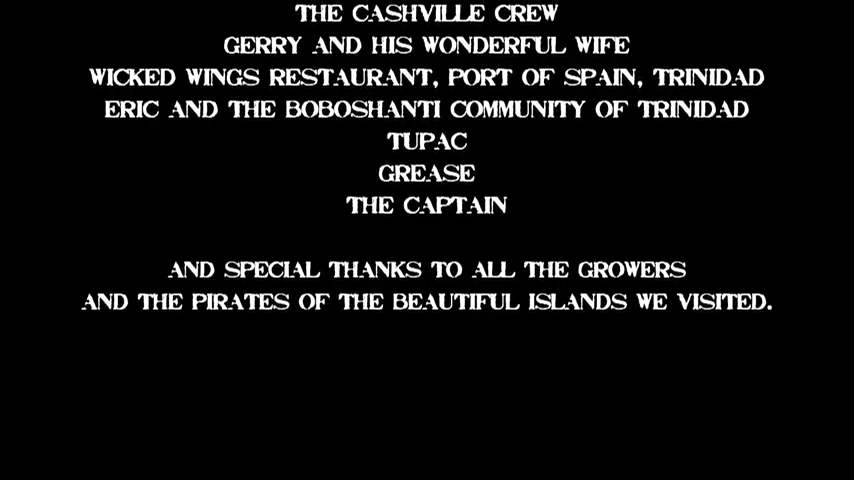 THE CASHVILLE CREW
GERRY AND HIS WONDERFUL WIFE
WICKED WINGS RESTAURANT, PORT OF SPAIN, TRINIDAD
ERIC AND THE BOBOSHANTI COMMUNITY OF TRINIDAD
TUPAC
GREASE
THE CAPTAIN
AND SPECIAL THANKS TO ALL THE GROWERS
AND THE PIRATES OF THE BEAUTIFUL ISLANDS WE VISITED.